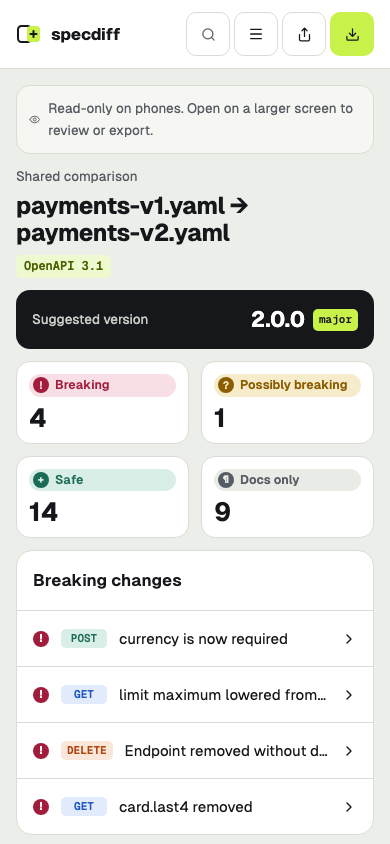 specdiff
Read-only on phones. Open on a larger screen to
review or export.
Shared comparison
payments-v1.yaml →
payments-v2.yaml
OpenAPI 3.1
Suggested version 2.0.0 major
! Breaking
4
? Possibly breaking
1
+ Safe
14
¶ Docs only
9
Breaking changes
! POST currency is now required
! GET limit maximum lowered from...
! DELETE Endpoint removed without d...
! GET card.last4 removed